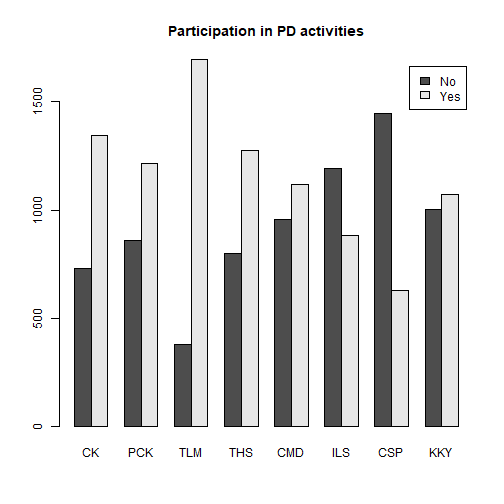 Participation in PD activities
No
Yes
1500
1000
500
0
CK PCK TLM THS CMD ILS CSP KKY